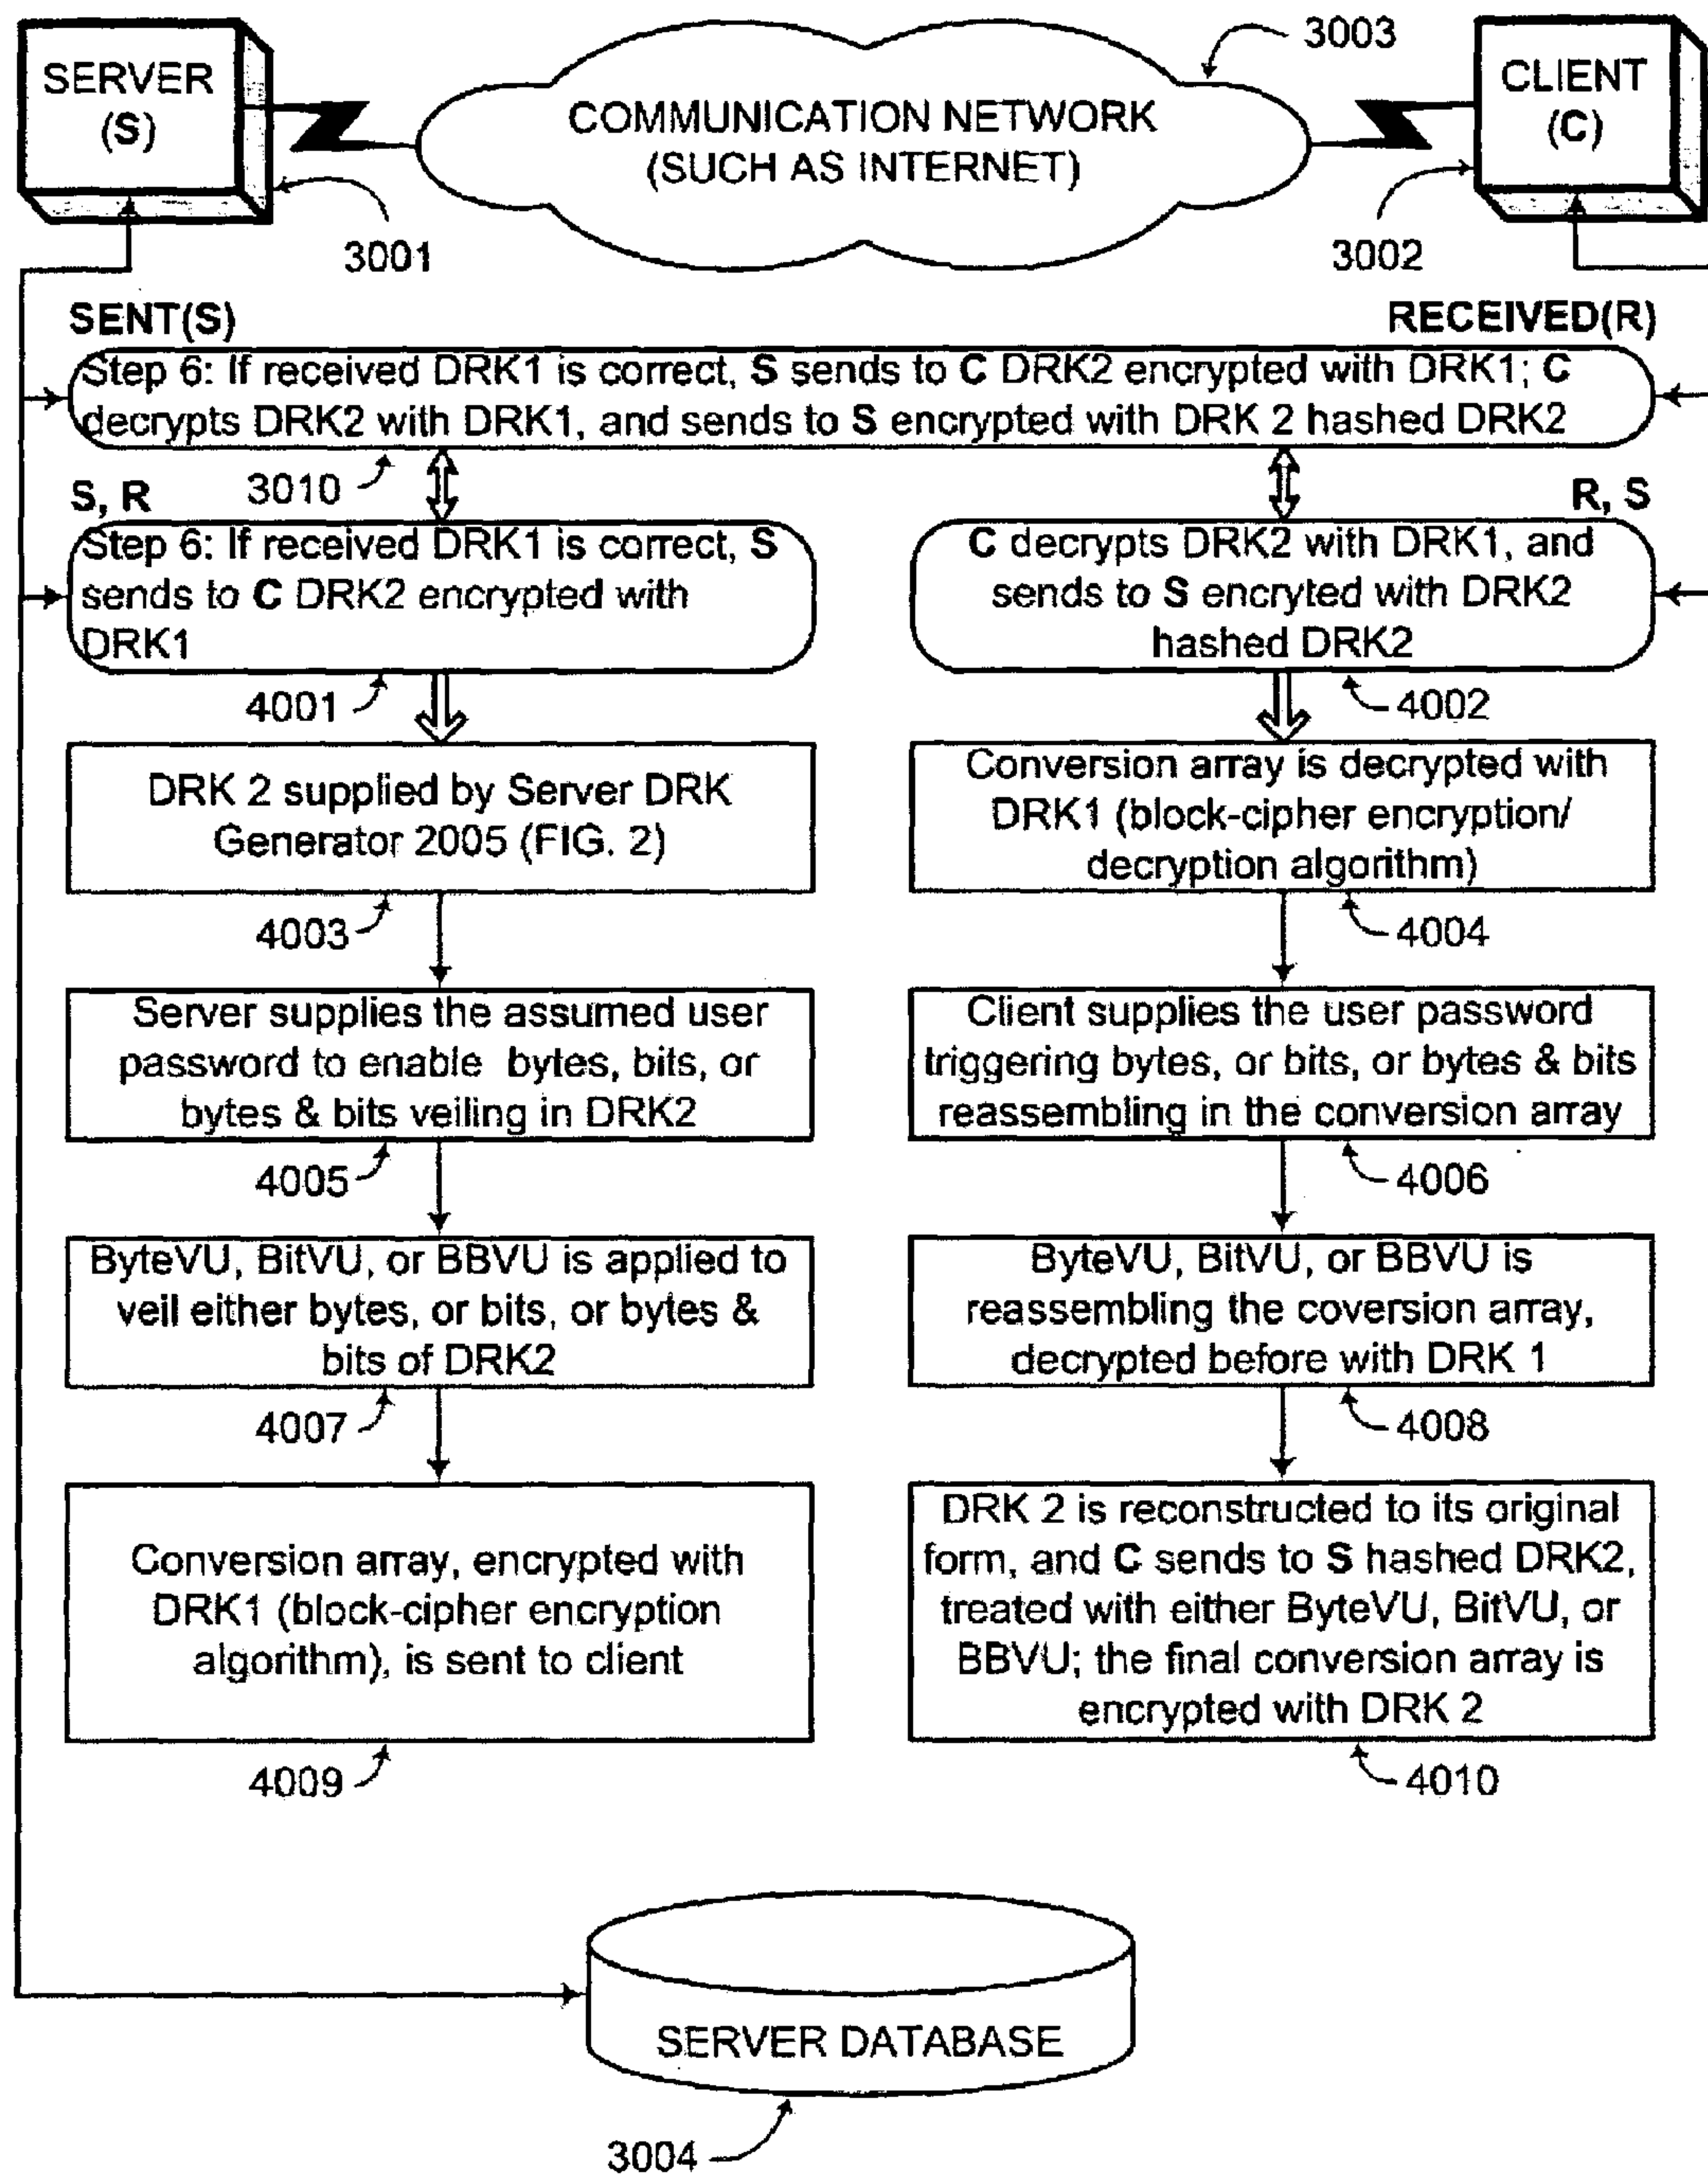 SERVER
(S)
COMMUNICATION NETWORK
(SUCH AS INTERNET)
3003
CLIENT
(C)
3001
3002
SENT(S)
RECEIVED(R)
Step 6: If received DRK1 is correct, S sends to C DRK2 encrypted with DRK1; C
decrypts DRK2 with DRK1, and sends to S encrypted with DRK 2 hashed DRK2
3010
S, R
R, S
Step 6: If received DRK1 is correct, S
sends to C DRK2 encrypted with
DRK1
4001
C decrypts DRK2 with DRK1, and
sends to S encryted with DRK2
hashed DRK2
4002
DRK 2 supplied by Server DRK
Generator 2005 (FIG. 2)
4003
Conversion array is decrypted with
DRK1 (block-cipher encryption/
decryption algorithm)
4004
Server supplies the assumed user
password to enable bytes, bits, or
bytes & bits veiling in DRK2
4005
Client supplies the user password
triggering bytes, or bits, or bytes & bits
reassembling in the conversion array
4006
ByteVU, BitVU, or BBVU is applied to
veil either bytes, or bits, or bytes &
bits of DRK2
4007
ByteVU, BitVU, or BBVU is
reassembling the coversion array,
decrypted before with DRK 1
4008
Conversion array, encrypted with
DRK1 (block-cipher encryption
algorithm), is sent to client
4009
DRK 2 is reconstructed to its original
form, and C sends to S hashed DRK2,
treated with either ByteVU, BitVU, or
BBVU; the final conversion array is
encrypted with DRK 2
4010
SERVER DATABASE
3004